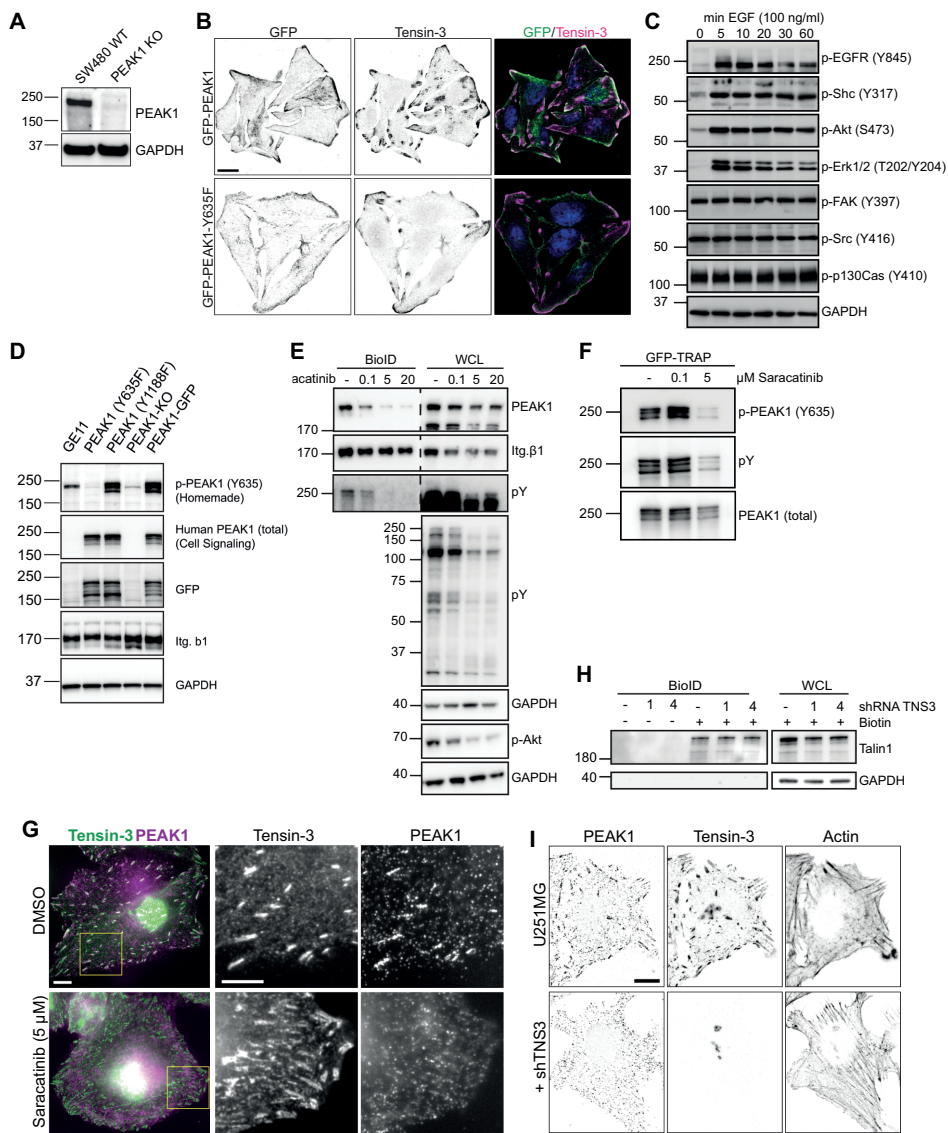 A
SW480 WT
PEAK1 KO
250
150
PEAK1
37
GAPDH
B
GFP
Tensin-3
GFP/Tensin-3
GFP-PEAK1
GFP-PEAK1-Y635F
C
min EGF (100 ng/ml)
0 5 10 20 30 60
250
p-EGFR (Y845)
50
p-Shc (Y317)
50
p-Akt (S473)
37
p-Erk1/2 (T202/Y204)
100
p-FAK (Y397)
50
p-Src (Y416)
100
p-p130Cas (Y410)
37
GAPDH
D
GE11
PEAK1 (Y635F)
PEAK1 (Y1188F)
PEAK1-KO
PEAK1-GFP
250
150
p-PEAK1 (Y635)
(Homemade)
250
150
Human PEAK1 (total)
(Cell Signaling)
250
150
GFP
170
Itg. b1
37
GAPDH
E
BioID WCL
acatinib - 0.1 5 20 - 0.1 5 20
170
PEAK1
170
Itg.β1
250
pY
250
150
100
75
50
37
pY
40
GAPDH
70
p-Akt
40
GAPDH
F
GFP-TRAP
- 0.1 5 μM Saracatinib
250
p-PEAK1 (Y635)
250
pY
250
PEAK1 (total)
H
BioID WCL
- 1 4 - 1 4 - 1 4 shRNA TNS3
- - - + + + + + + Biotin
180
Talin1
40
GAPDH
G
Tensin-3 PEAK1
Tensin-3
PEAK1
DMSO
Saracatinib (5 μM)
I
PEAK1
Tensin-3
Actin
U251MG
+ shTNS3